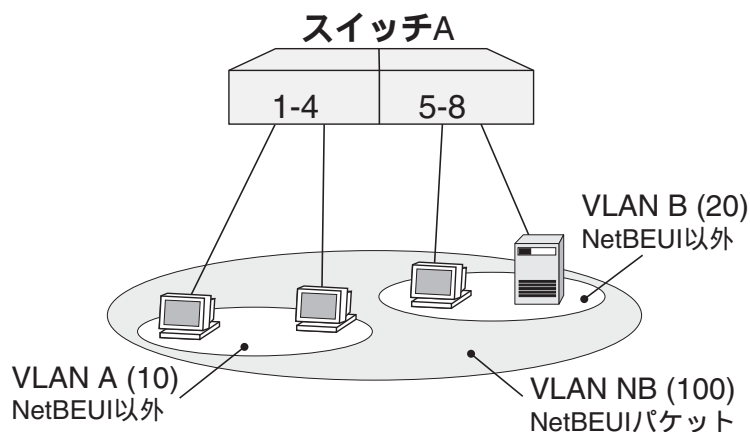 スイッチA
1-4
5-8
VLAN B (20)
NetBEUI以外
VLAN A (10)
NetBEUI以外
VLAN NB (100)
NetBEUIパケット